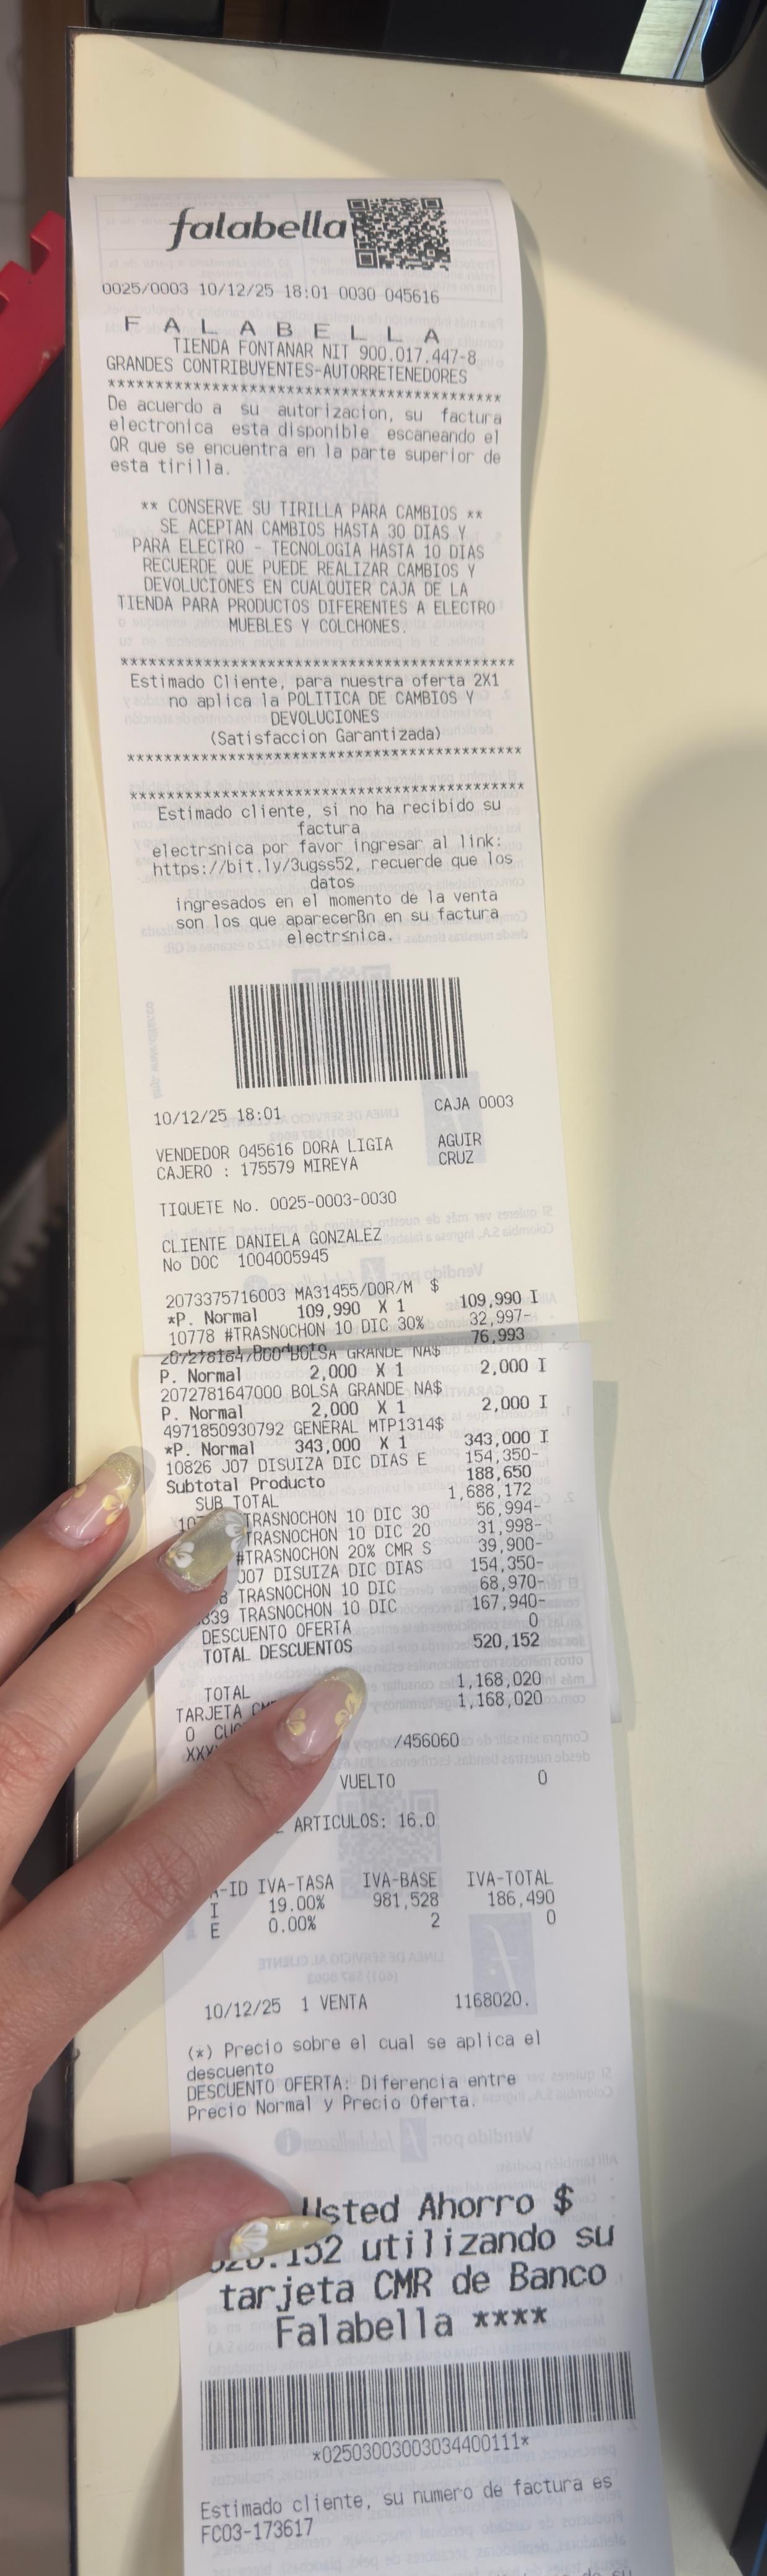 falabella
0025/0003 10/12/25 18:01 0030 045616
F A L A B E L L A
TIENDA FONTANAR NIT 900.017.447-8
GRANDES CONTRIBUYENTES-AUTORRETENEDORES
******************************************
De acuerdo a su autorizacion, su factura
electronica esta disponible escaneando el
QR que se encuentra en la parte superior de
esta tirilla.
** CONSERVE SU TIRILLA PARA CAMBIOS **
SE ACEPTAN CAMBIOS HASTA 30 DIAS Y
PARA ELECTRO - TECNOLOGIA HASTA 10 DIAS
RECUERDE QUE PUEDE REALIZAR CAMBIOS Y
DEVOLUCIONES EN CUALQUIER CAJA DE LA
TIENDA PARA PRODUCTOS DIFERENTES A ELECTRO
MUEBLES Y COLCHONES.
******************************************
Estimado Cliente, para nuestra oferta 2X1
no aplica la POLITICA DE CAMBIOS Y
DEVOLUCIONES
(Satisfaccion Garantizada)
******************************************
******************************************
Estimado cliente, si no ha recibido su
factura
electr≤nica por favor ingresar al link:
https://bit.ly/3ugss52, recuerde que los
datos
ingresados en el momento de la venta
son los que aparecerßn en su factura
electr≤nica.
10/12/25 18:01 CAJA 0003
VENDEDOR 045616 DORA LIGIA AGUIR
CAJERO : 175579 MIREYA CRUZ
TIQUETE No. 0025-0003-0030
CLIENTE DANIELA GONZALEZ
No DOC 1004005945
2073375716003 MA31455/DOR/M $
*P. Normal 109,990 X 1 109,990 I
10778 #TRASNOCHON 10 DIC 30% 32,997-
Subtotal Producto 76,993
2072781647000 BOLSA GRANDE NA$
P. Normal 2,000 X 1 2,000 I
2072781647000 BOLSA GRANDE NA$
P. Normal 2,000 X 1 2,000 I
4971850930792 GENERAL MTP1314$
*P. Normal 343,000 X 1 343,000 I
10826 J07 DISUIZA DIC DIAS E 154,350-
Subtotal Producto 188,650
SUB TOTAL 1,688,172
TRASNOCHON 10 DIC 30 56,994-
TRASNOCHON 10 DIC 20 31,998-
#TRASNOCHON 20% CMR S 39,900-
J07 DISUIZA DIC DIAS 154,350-
TRASNOCHON 10 DIC 68,970-
839 TRASNOCHON 10 DIC 167,940-
DESCUENTO OFERTA 0
TOTAL DESCUENTOS 520,152
TOTAL 1,168,020
TARJETA 1,168,020
0
/456060
VUELTO 0
ARTICULOS: 16.0
-ID IVA-TASA IVA-BASE IVA-TOTAL
I 19.00% 981,528 186,490
E 0.00% 2 0
10/12/25 1 VENTA 1168020.
(*) Precio sobre el cual se aplica el
descuento
DESCUENTO OFERTA: Diferencia entre
Precio Normal y Precio Oferta.
Usted Ahorro $
520.152 utilizando su
tarjeta CMR de Banco
Falabella ****
*02503003003034400111*
Estimado cliente, su numero de factura es
FC03-173617